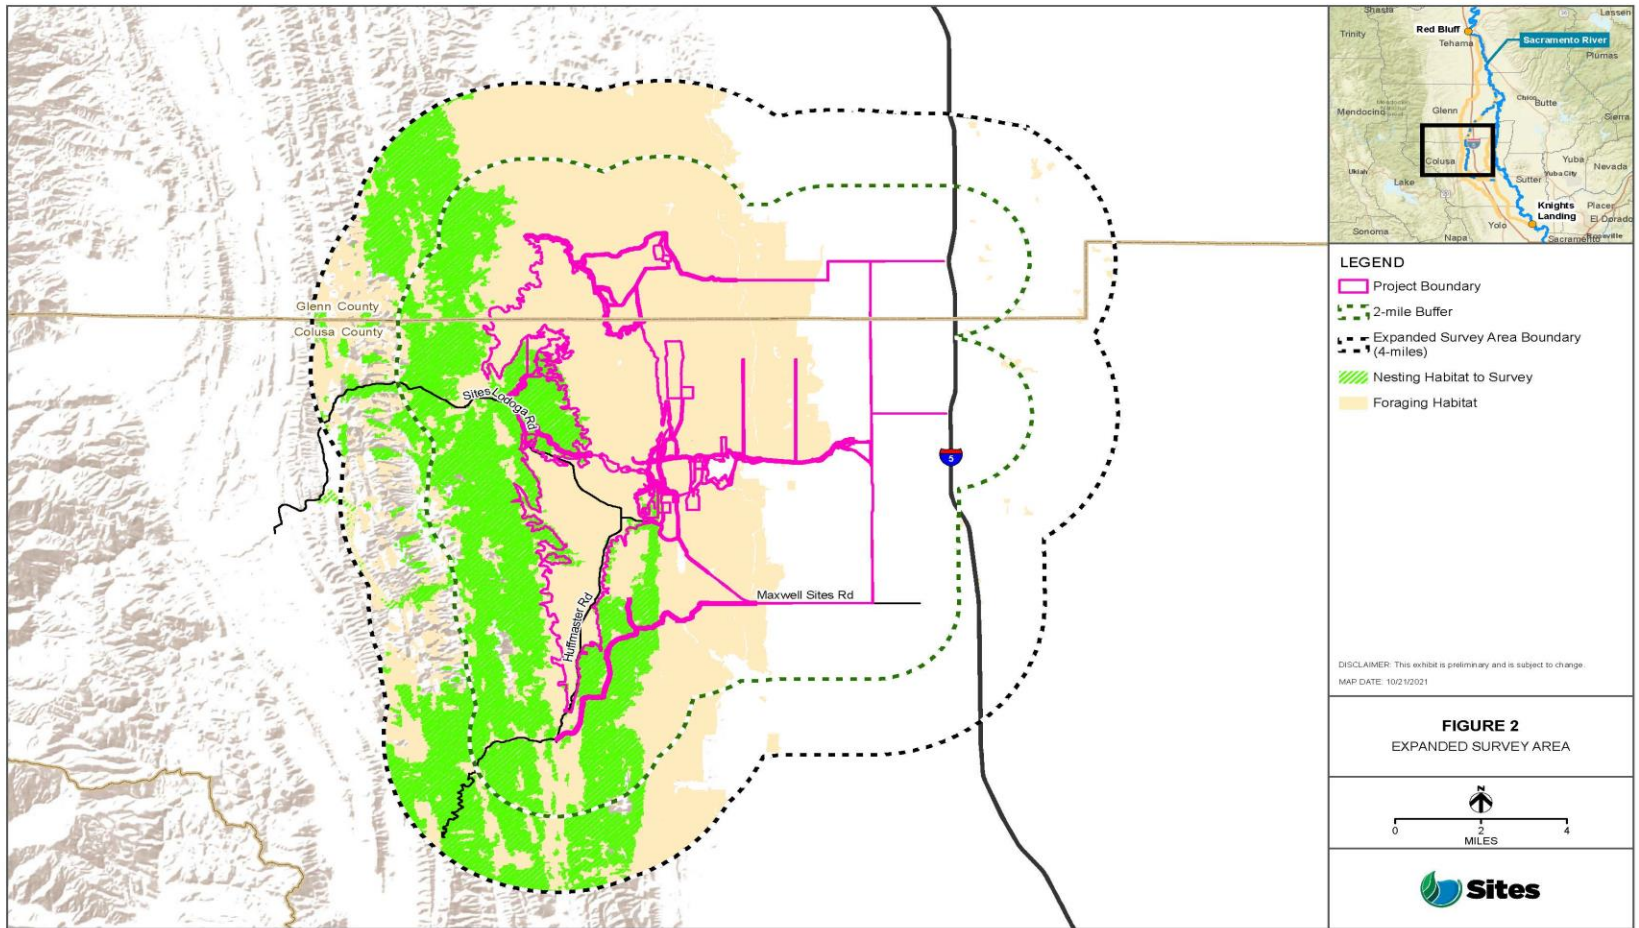 Glenn County
Colusa County
Sites Lodoga Rd
5
Maxwell Sites Rd
Huffmaster Rd
Shasta
Lassen
Red Bluff
Trinity
Tehama
Sacramento River
Plumas
Chico
Butte
Mendocino
Glenn
Sierra
Colusa
Yuba
Nevada
Ukiah
Lake
Sutter
Yuba City
Knights
Landing
Placer
El Dorado
Sonoma
Napa
Yolo
Sacramento
Roseville
LEGEND
Project Boundary
2-mile Buffer
Expanded Survey Area Boundary
(4-miles)
Nesting Habitat to Survey
Foraging Habitat
DISCLAIMER: This exhibit is preliminary and is subject to change.
MAP DATE: 10/21/2021
FIGURE 2
EXPANDED SURVEY AREA
N
0 2 4
MILES
Sites